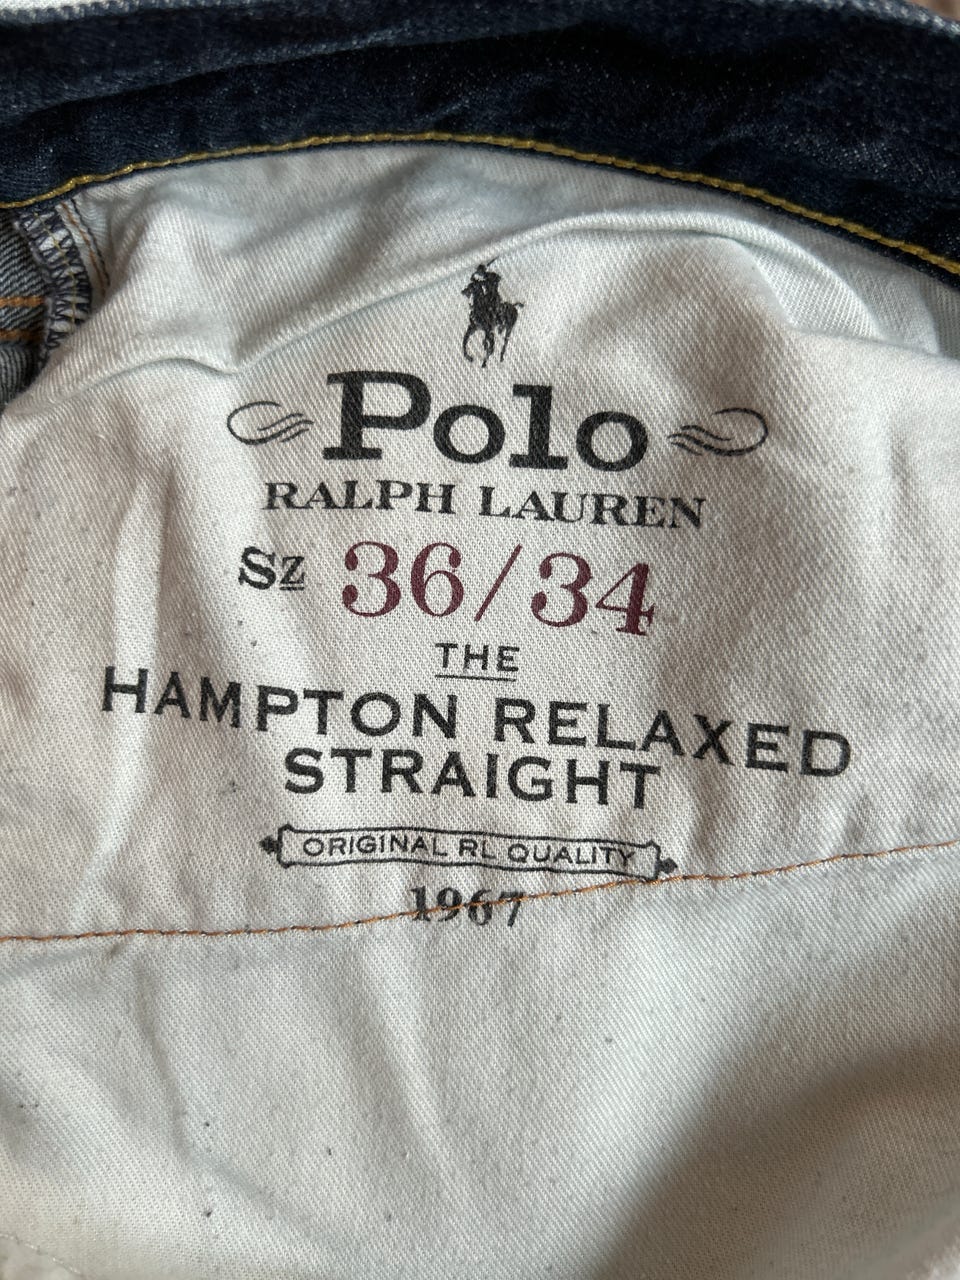 Polo
RALPH LAUREN
Sz 36/34
THE
HAMPTON RELAXED
STRAIGHT
ORIGINAL RL QUALITY
1967